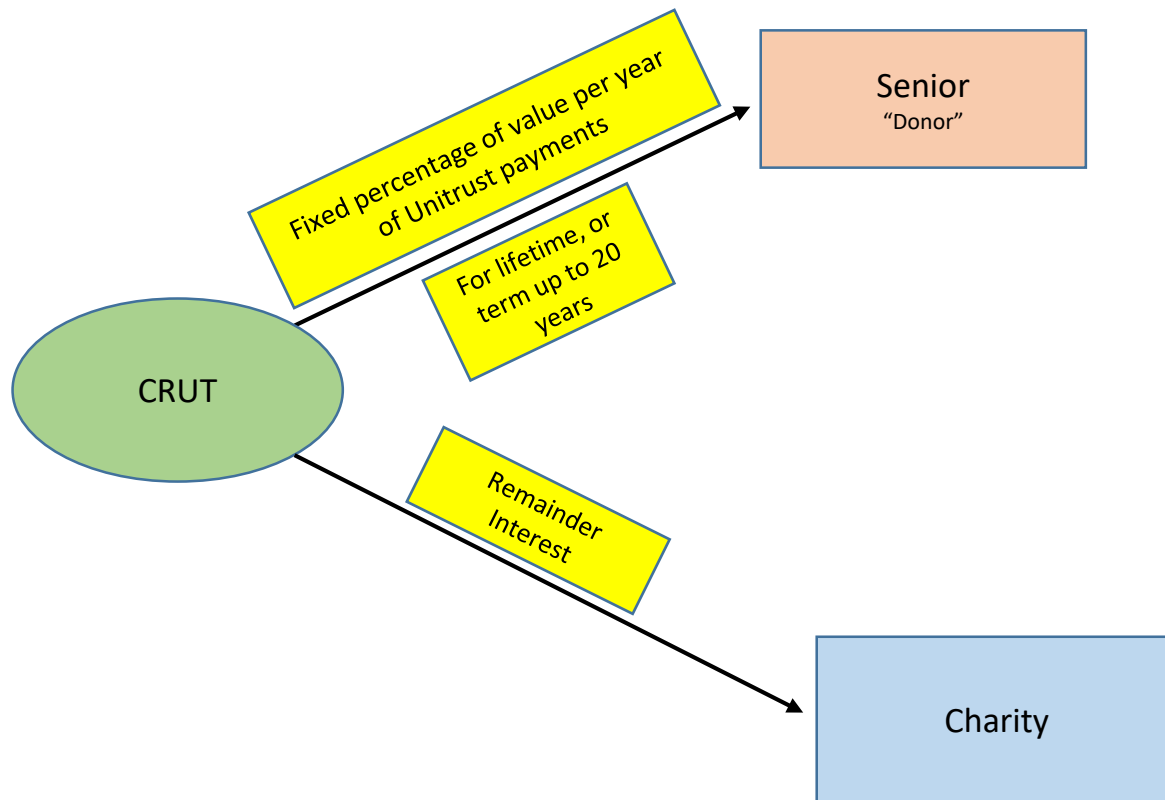 Fixed percentage of value per year
of Unitrust payments
Senior
“Donor”
For lifetime, or
term up to 20
years
CRUT
Remainder
Interest
Charity